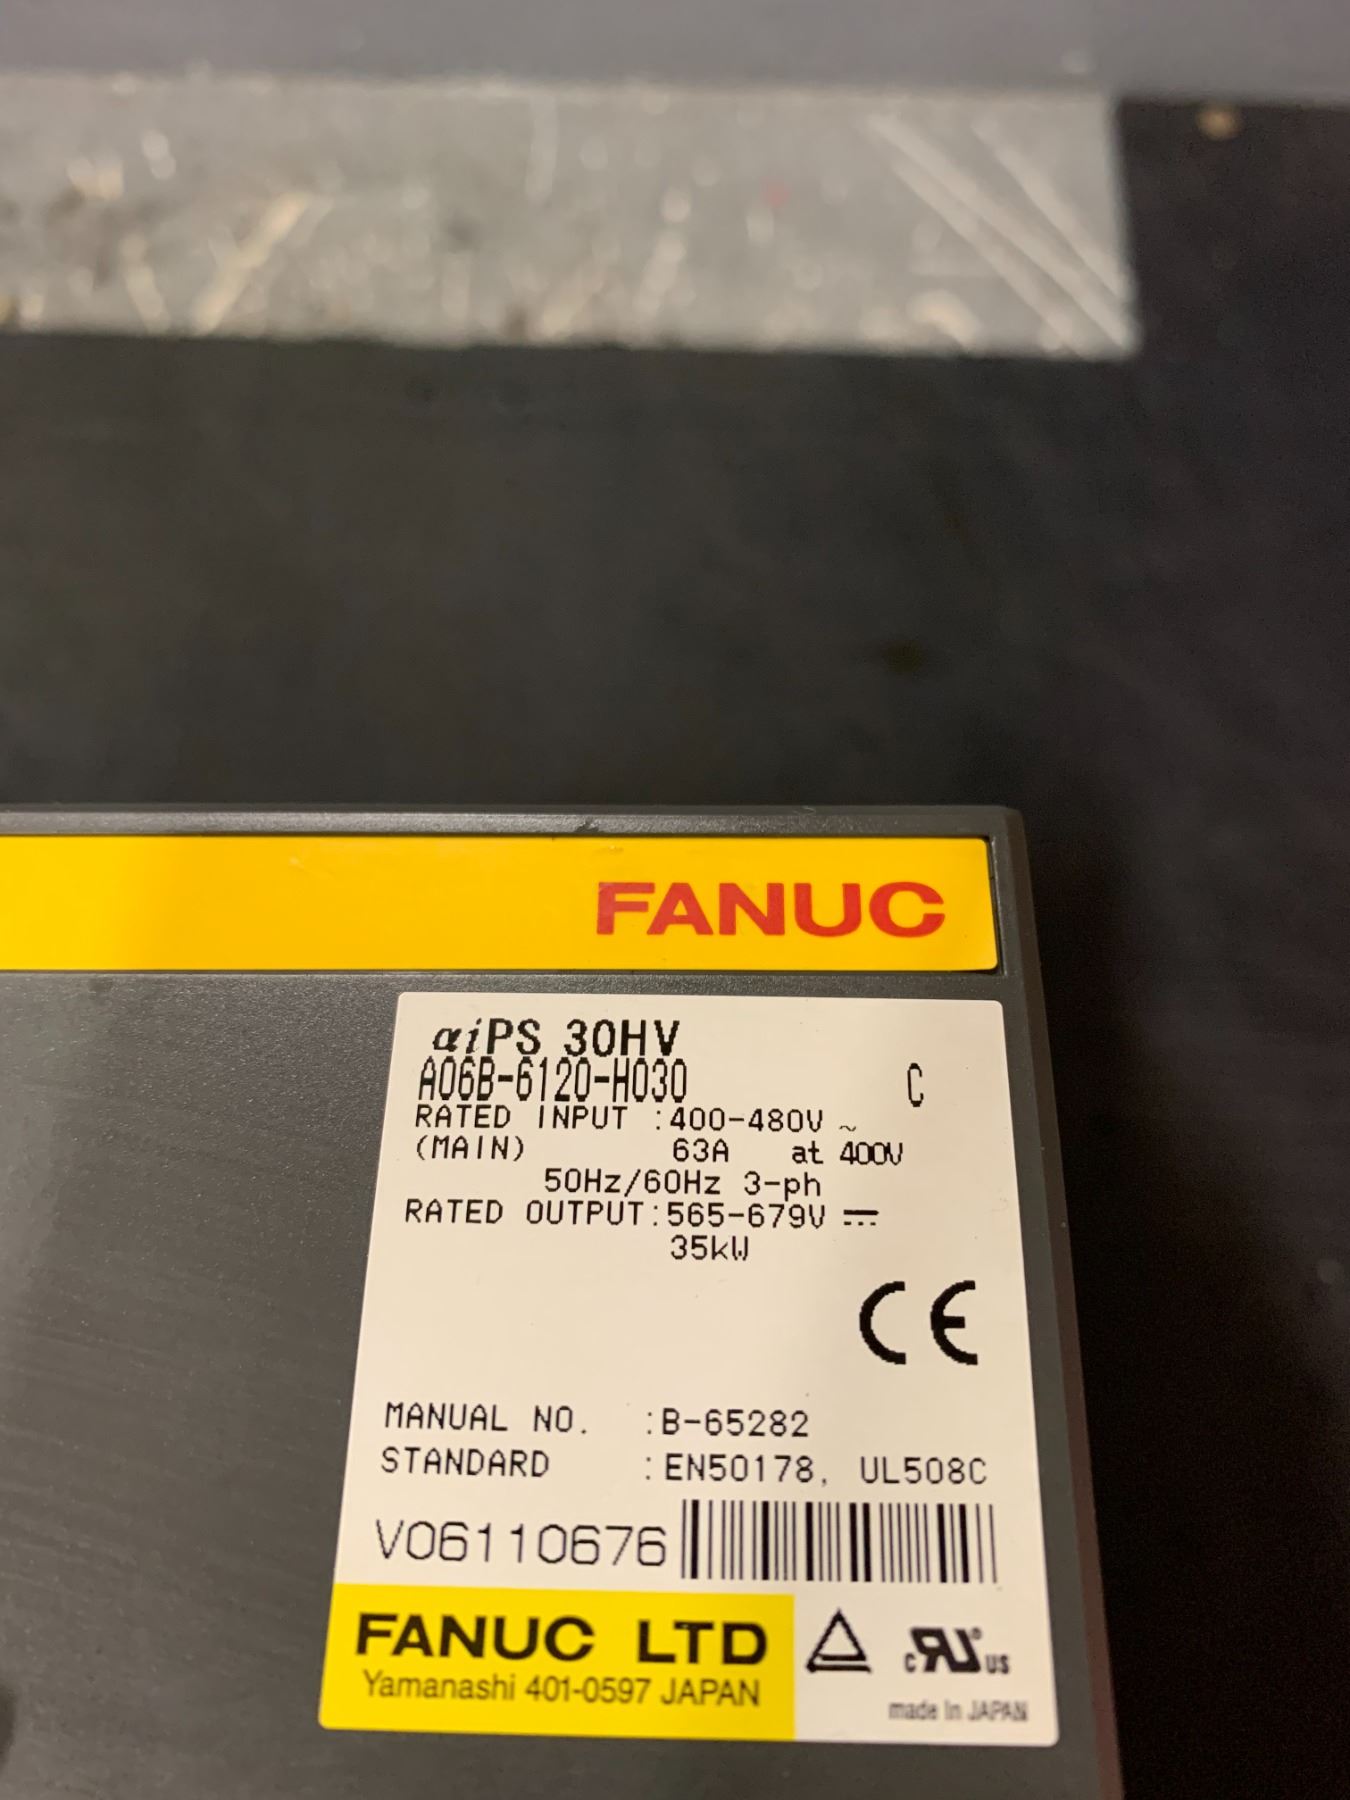 FANUC
αiPS 30HV
A06B-6120-H030 C
RATED INPUT :400-480V ~
(MAIN) 63A at 400V
50Hz/60Hz 3-ph
RATED OUTPUT:565-679V ⎓
35kW
CE
MANUAL NO. :B-65282
STANDARD :EN50178, UL508C
V06110676
FANUC LTD
Yamanashi 401-0597 JAPAN
c RU US
made in JAPAN